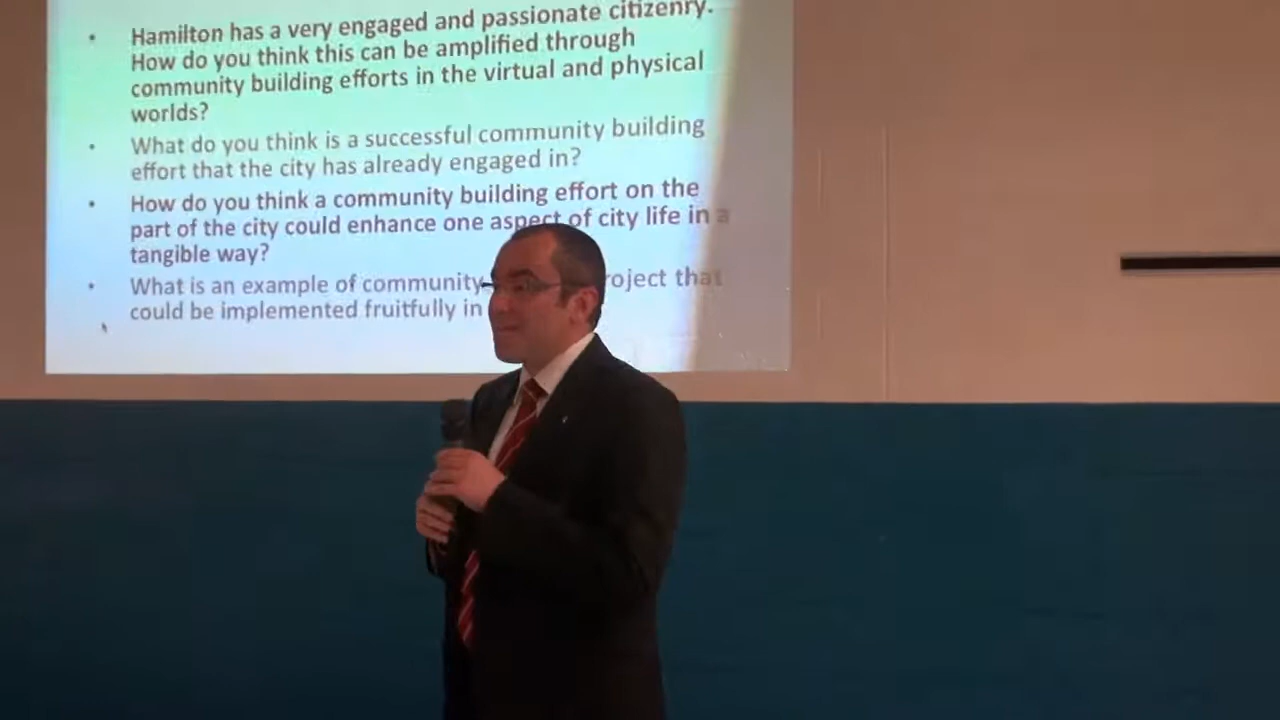 • Hamilton has a very engaged and passionate citizenry.
How do you think this can be amplified through
community building efforts in the virtual and physical
worlds?
• What do you think is a successful community building
effort that the city has already engaged in?
• How do you think a community building effort on the
part of the city could enhance one aspect of city life in a
tangible way?
• What is an example of community that
could be implemented fruitfully in